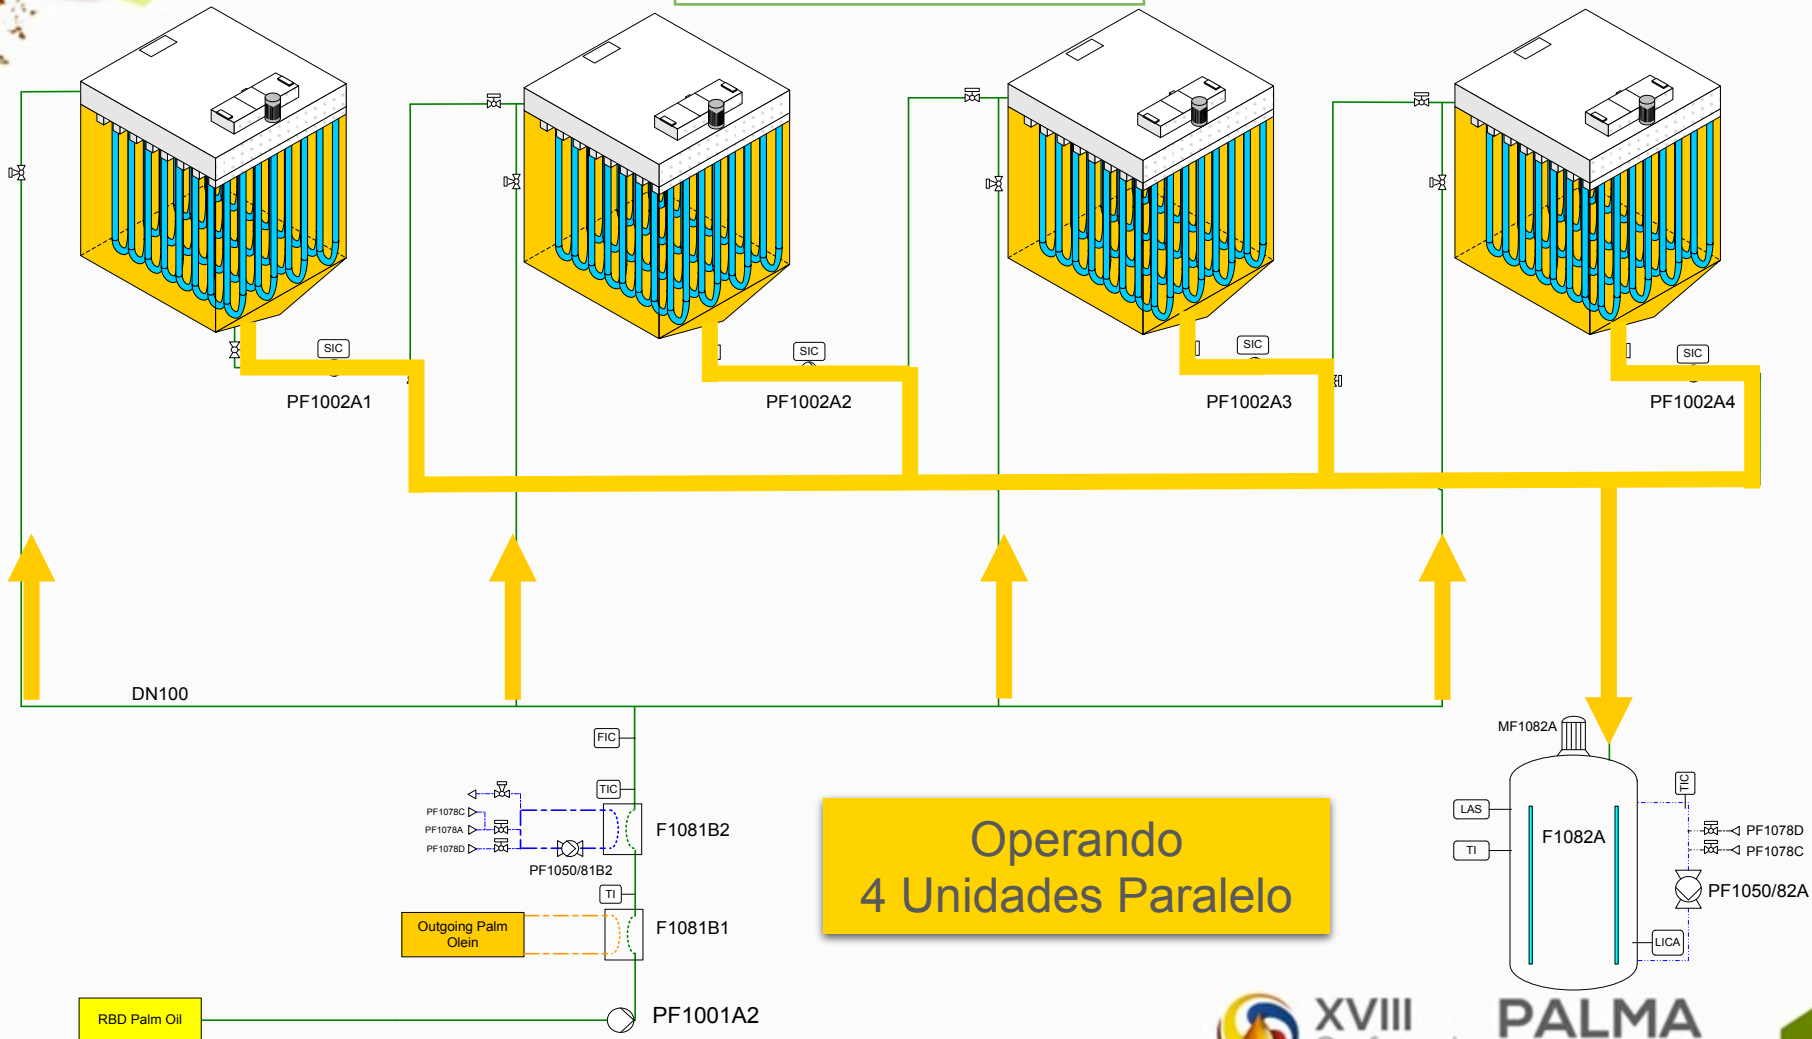 SIC
SIC
SIC
SIC
PF1002A1
PF1002A2
PF1002A3
PF1002A4
DN100
FIC
TIC
PF1078C
PF1078A
PF1078D
F1081B2
PF1050/81B2
TI
Outgoing Palm
Olein
F1081B1
RBD Palm Oil
PF1001A2
Operando
4 Unidades Paralelo
MF1082A
TIC
LAS
TI
F1082A
PF1078D
PF1078C
PF1050/82A
LICA
XVIII
PALMA